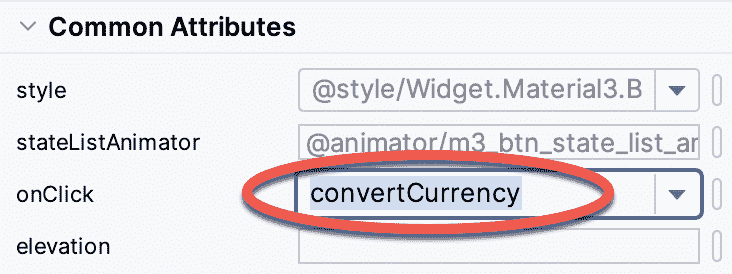 Common Attributes
style @style/Widget.Material3.B
stateListAnimator @animator/m3_btn_state_list_ar
onClick convertCurrency
elevation